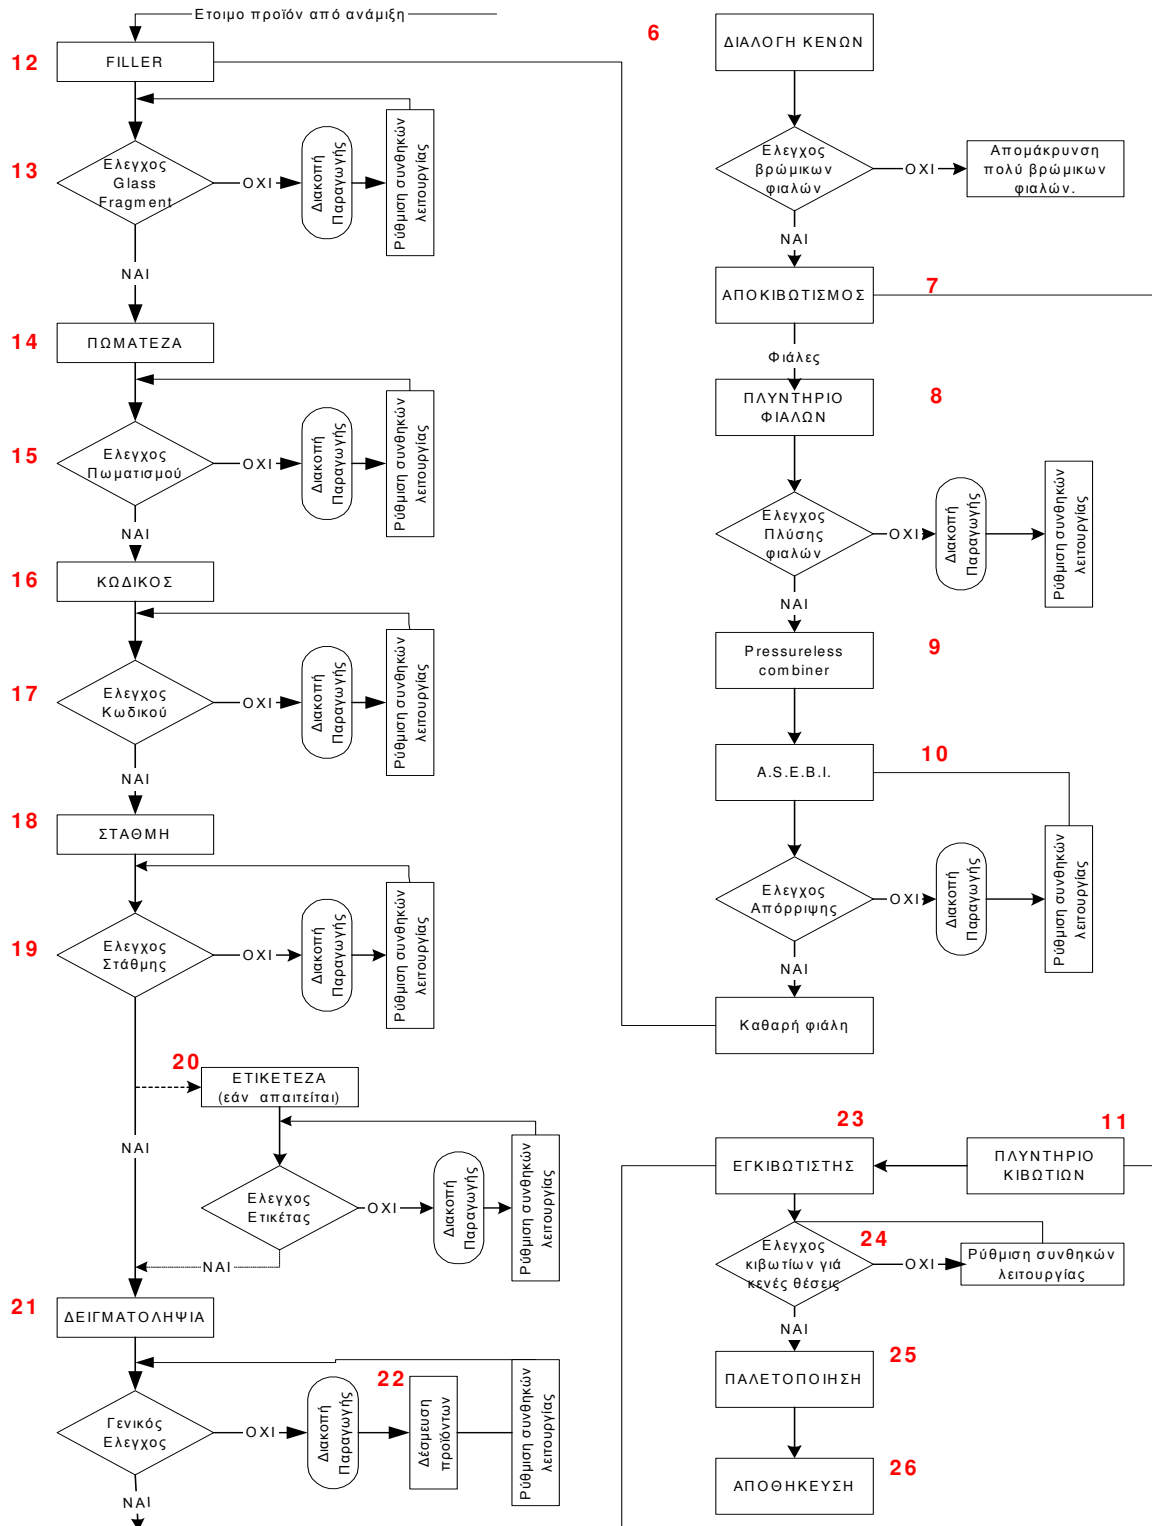 Ετοιμο προϊόν από ανάμιξη
12
FILLER
13
Ελεγχος
Glass
Fragment
ΟΧΙ
Διακοπή
Παραγωγής
Ρύθμιση συνθηκών
λειτουργίας
ΝΑΙ
14
ΠΩΜΑΤΕΖΑ
15
Ελεγχος
Πωματισμού
ΟΧΙ
Διακοπή
Παραγωγής
Ρύθμιση συνθηκών
λειτουργίας
ΝΑΙ
16
ΚΩΔΙΚΟΣ
17
Ελεγχος
Κωδικού
ΟΧΙ
Διακοπή
Παραγωγής
Ρύθμιση συνθηκών
λειτουργίας
ΝΑΙ
18
ΣΤΑΘΜΗ
19
Ελεγχος
Στάθμης
ΟΧΙ
Διακοπή
Παραγωγής
Ρύθμιση συνθηκών
λειτουργίας
20
ΕΤΙΚΕΤΕΖΑ
(εάν απαιτείται)
ΝΑΙ
Ελεγχος
Ετικέτας
ΟΧΙ
Διακοπή
Παραγωγής
Ρύθμιση συνθηκών
λειτουργίας
ΝΑΙ
21
ΔΕΙΓΜΑΤΟΛΗΨΙΑ
22
Γενικός
Ελεγχος
ΟΧΙ
Διακοπή
Παραγωγής
Δέσμευση
προϊόντων
Ρύθμιση συνθηκών
λειτουργίας
ΝΑΙ
6
ΔΙΑΛΟΓΗ ΚΕΝΩΝ
Ελεγχος
βρώμικων
φιαλών
ΟΧΙ
Απομάκρυνση
πολύ βρώμικων
φιαλών.
ΝΑΙ
7
ΑΠΟΚΙΒΩΤΙΣΜΟΣ
Φιάλες
8
ΠΛΥΝΤΗΡΙΟ
ΦΙΑΛΩΝ
Ελεγχος
Πλύσης
φιαλών
ΟΧΙ
Διακοπή
Παραγωγής
Ρύθμιση συνθηκών
λειτουργίας
ΝΑΙ
9
Pressureless
combiner
10
A.S.E.B.I.
Ελεγχος
Απόρριψης
ΟΧΙ
Διακοπή
Παραγωγής
Ρύθμιση συνθηκών
λειτουργίας
ΝΑΙ
Καθαρή φιάλη
23
11
ΕΓΚΙΒΩΤΙΣΤΗΣ
ΠΛΥΝΤΗΡΙΟ
ΚΙΒΩΤΙΩΝ
24
Ελεγχος
κιβωτίων γιά
κενές θέσεις
ΟΧΙ
Ρύθμιση συνθηκών
λειτουργίας
ΝΑΙ
25
ΠΑΛΕΤΟΠΟΙΗΣΗ
26
ΑΠΟΘΗΚΕΥΣΗ